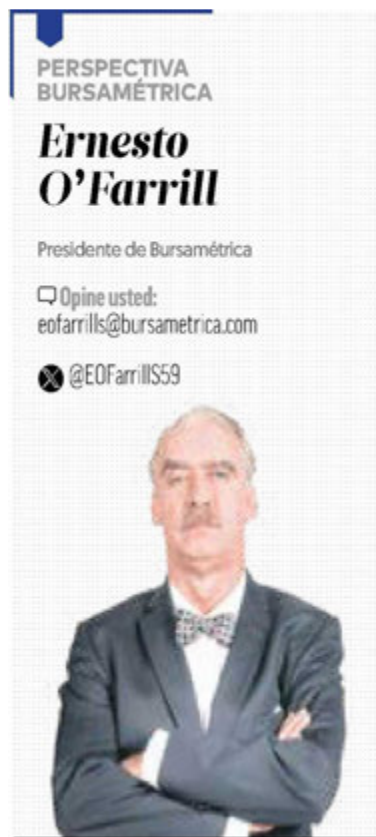 PERSPECTIVA
BURSAMÉTRICA
Ernesto
O’Farrill
Presidente de Bursamétrica
Opine usted:
eofarrills@bursametrica.com
@EOFarrillS59